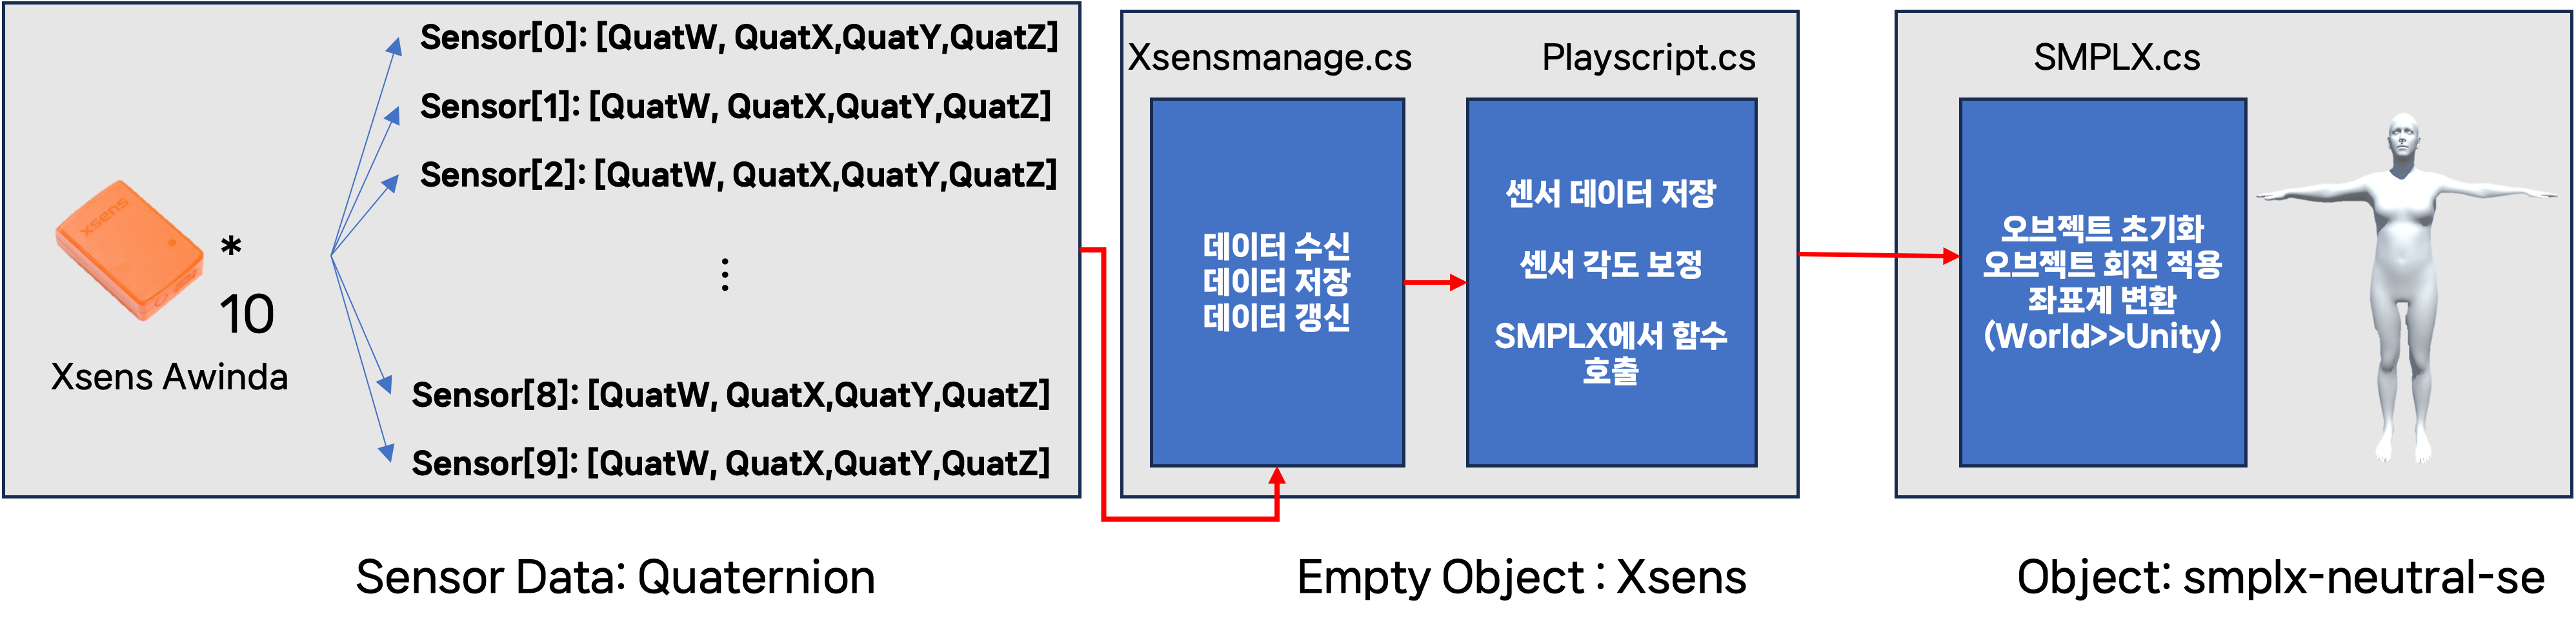 Sensor[0]: [QuatW, QuatX,QuatY,QuatZ]
Sensor[1]: [QuatW, QuatX,QuatY,QuatZ]
Sensor[2]: [QuatW, QuatX,QuatY,QuatZ]
⋮
Sensor[8]: [QuatW, QuatX,QuatY,QuatZ]
Sensor[9]: [QuatW, QuatX,QuatY,QuatZ]
xsens
*
10
Xsens Awinda
Sensor Data: Quaternion
Xsensmanage.cs
데이터 수신
데이터 저장
데이터 갱신
Playscript.cs
센서 데이터 저장
센서 각도 보정
SMPLX에서 함수
호출
Empty Object : Xsens
SMPLX.cs
오브젝트 초기화
오브젝트 회전 적용
좌표계 변환
(World>>Unity)
Object: smplx-neutral-se